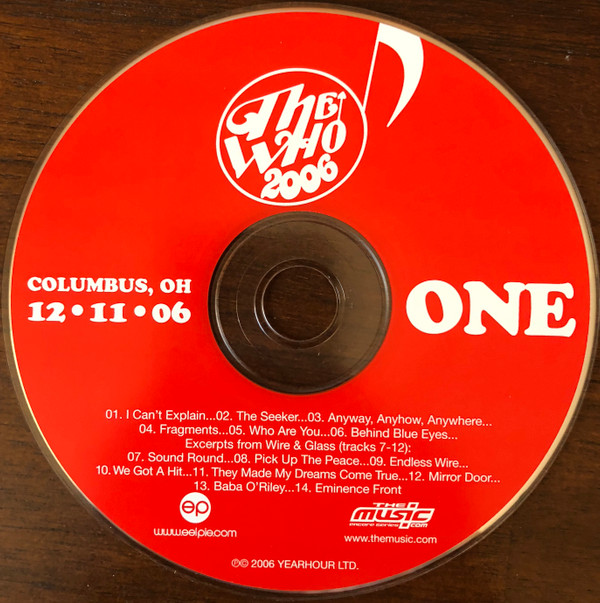 THE
WHO
2006
COLUMBUS, OH
12•11•06
ONE
01. I Can't Explain...02. The Seeker...03. Anyway, Anyhow, Anywhere...
04. Fragments...05. Who Are You...06. Behind Blue Eyes...
Excerpts from Wire & Glass (tracks 7-12):
07. Sound Round...08. Pick Up The Peace...09. Endless Wire...
10. We Got A Hit...11. They Made My Dreams Come True...12. Mirror Door...
13. Baba O'Riley...14. Eminence Front
ep
www.eelpie.com
THE
music
encore series .com
www.themusic.com
℗© 2006 YEARHOUR LTD.